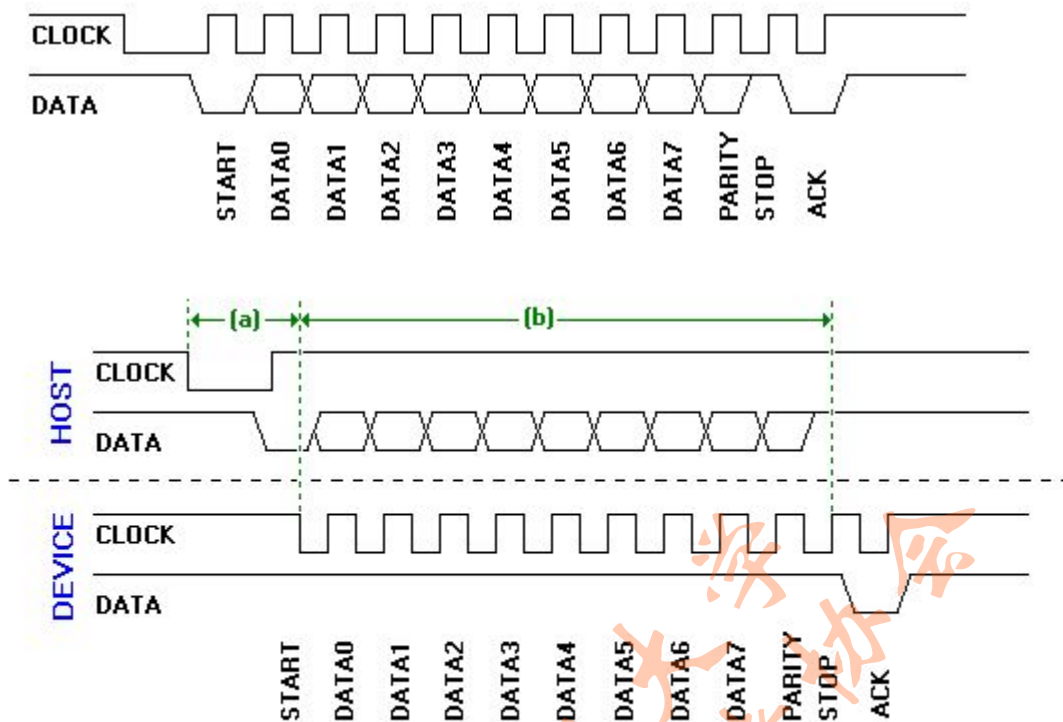 CLOCK
DATA
START DATA0 DATA1 DATA2 DATA3 DATA4 DATA5 DATA6 DATA7 PARITY STOP ACK
(a) (b)
HOST
CLOCK
DATA
DEVICE
CLOCK
DATA
START DATA0 DATA1 DATA2 DATA3 DATA4 DATA5 DATA6 DATA7 PARITY STOP ACK